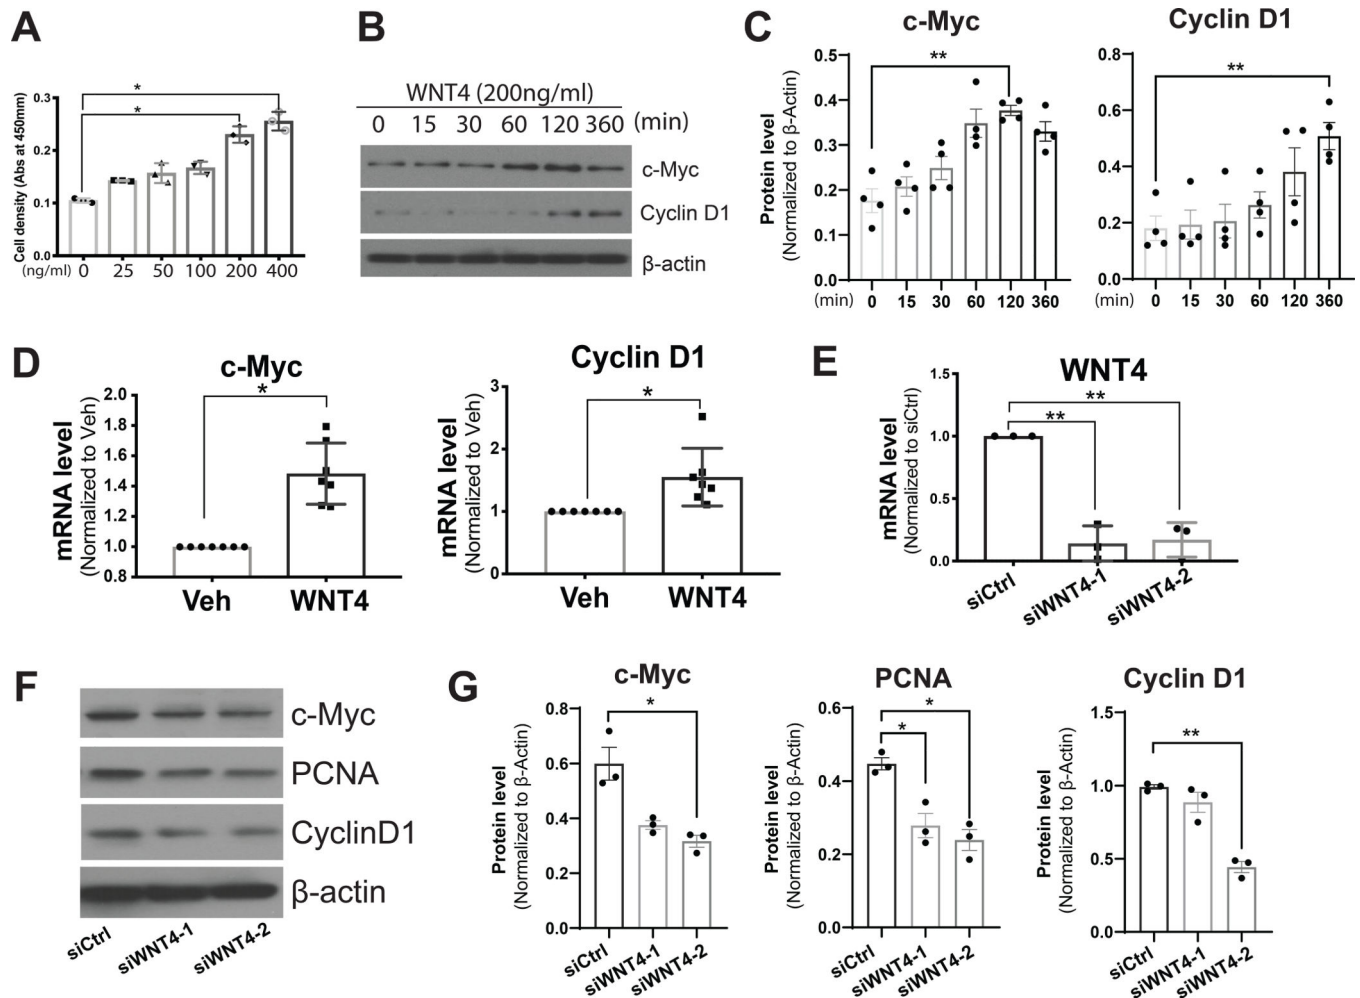 A
Cell density (Abs at 450mm)
0.3
0.2
0.1
0.0
*
*
(ng/ml) 0 25 50 100 200 400
B
WNT4 (200ng/ml)
0 15 30 60 120 360 (min)
c-Myc
Cyclin D1
β-actin
C
c-Myc
Protein level
(Normalized to β-Actin)
0.5
0.4
0.3
0.2
0.1
0.0
**
(min) 0 15 30 60 120 360
Cyclin D1
0.8
0.6
0.4
0.2
0.0
**
(min) 0 15 30 60 120 360
D
c-Myc
mRNA level
(Normalized to Veh)
2.0
1.8
1.6
1.4
1.2
1.0
0.8
*
Veh WNT4
Cyclin D1
mRNA level
(Normalized to Veh)
3
2
1
0
*
Veh WNT4
E
WNT4
mRNA level
(Normalized to siCtrl)
1.5
1.0
0.5
0.0
**
**
siCtrl siWNT4-1 siWNT4-2
F
c-Myc
PCNA
CyclinD1
β-actin
siCtrl siWNT4-1 siWNT4-2
G
c-Myc
Protein level
(Normalized to β-Actin)
0.8
0.6
0.4
0.2
0.0
*
siCtrl siWNT4-1 siWNT4-2
PCNA
Protein level
(Normalized to β-Actin)
0.6
0.4
0.2
0.0
*
*
siCtrl siWNT4-1 siWNT4-2
Cyclin D1
Protein level
(Normalized to β-Actin)
1.5
1.0
0.5
0.0
**
siCtrl siWNT4-1 siWNT4-2